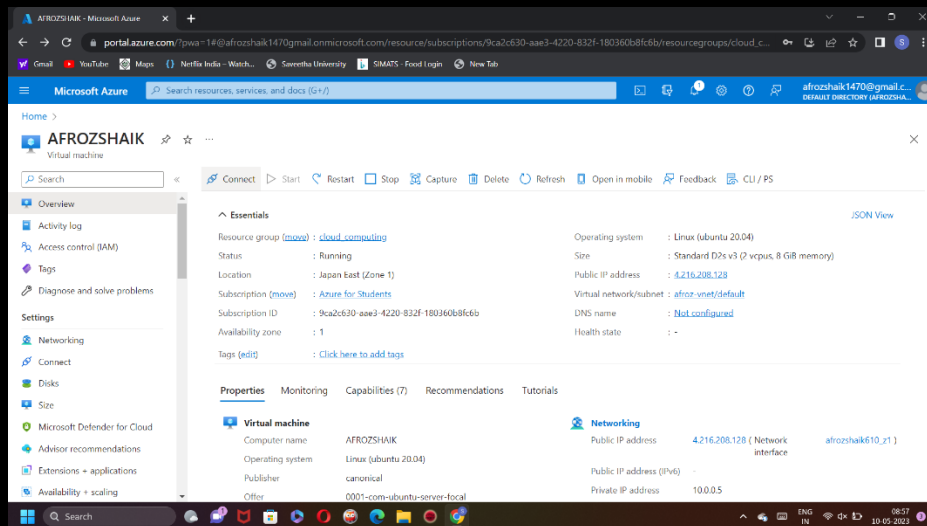 AFROZSHAIK - Microsoft Azure
portal.azure.com/?pwa=1#@afrozshaik1470gmail.onmicrosoft.com/resource/subscriptions/9ca2c630-aae3-4220-832f-180360b8fc6b/resourcegroups/cloud_c...
S
Gmail YouTube Maps Netflix India – Watch... Saveetha University SIMATS - Food Login New Tab
Microsoft Azure Search resources, services, and docs (G+/) 1 afrozshaik1470@gmail.c...
DEFAULT DIRECTORY (AFROZSHA...
Home >
AFROZSHAIK ...
Virtual machine
Search « Connect Start Restart Stop Capture Delete Refresh Open in mobile Feedback CLI / PS
Overview
Activity log
Access control (IAM)
Tags
Diagnose and solve problems
Settings
Networking
Connect
Disks
Size
Microsoft Defender for Cloud
Advisor recommendations
Extensions + applications
Availability + scaling
Essentials JSON View
Resource group (move) : cloud_computing
Status : Running
Location : Japan East (Zone 1)
Subscription (move) : Azure for Students
Subscription ID : 9ca2c630-aae3-4220-832f-180360b8fc6b
Availability zone : 1
Tags (edit) : Click here to add tags
Operating system : Linux (ubuntu 20.04)
Size : Standard D2s v3 (2 vcpus, 8 GiB memory)
Public IP address : 4.216.208.128
Virtual network/subnet : afroz-vnet/default
DNS name : Not configured
Health state : -
Properties Monitoring Capabilities (7) Recommendations Tutorials
Virtual machine
Computer name AFROZSHAIK
Operating system Linux (ubuntu 20.04)
Publisher canonical
Offer 0001-com-ubuntu-server-focal
Networking
Public IP address 4.216.208.128 ( Network interface afrozshaik610_z1 )
Public IP address (IPv6) -
Private IP address 10.0.0.5
Search
ENG
IN
08:57
10-05-2023